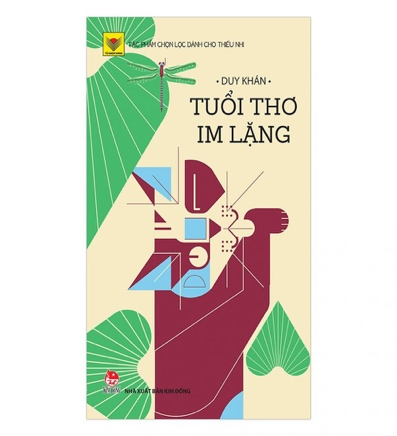 TÁC PHẨM CHỌN LỌC DÀNH CHO THIẾU NHI
• DUY KHÁN •
TUỔI THƠ
IM LẶNG
NHÀ XUẤT BẢN KIM ĐỒNG